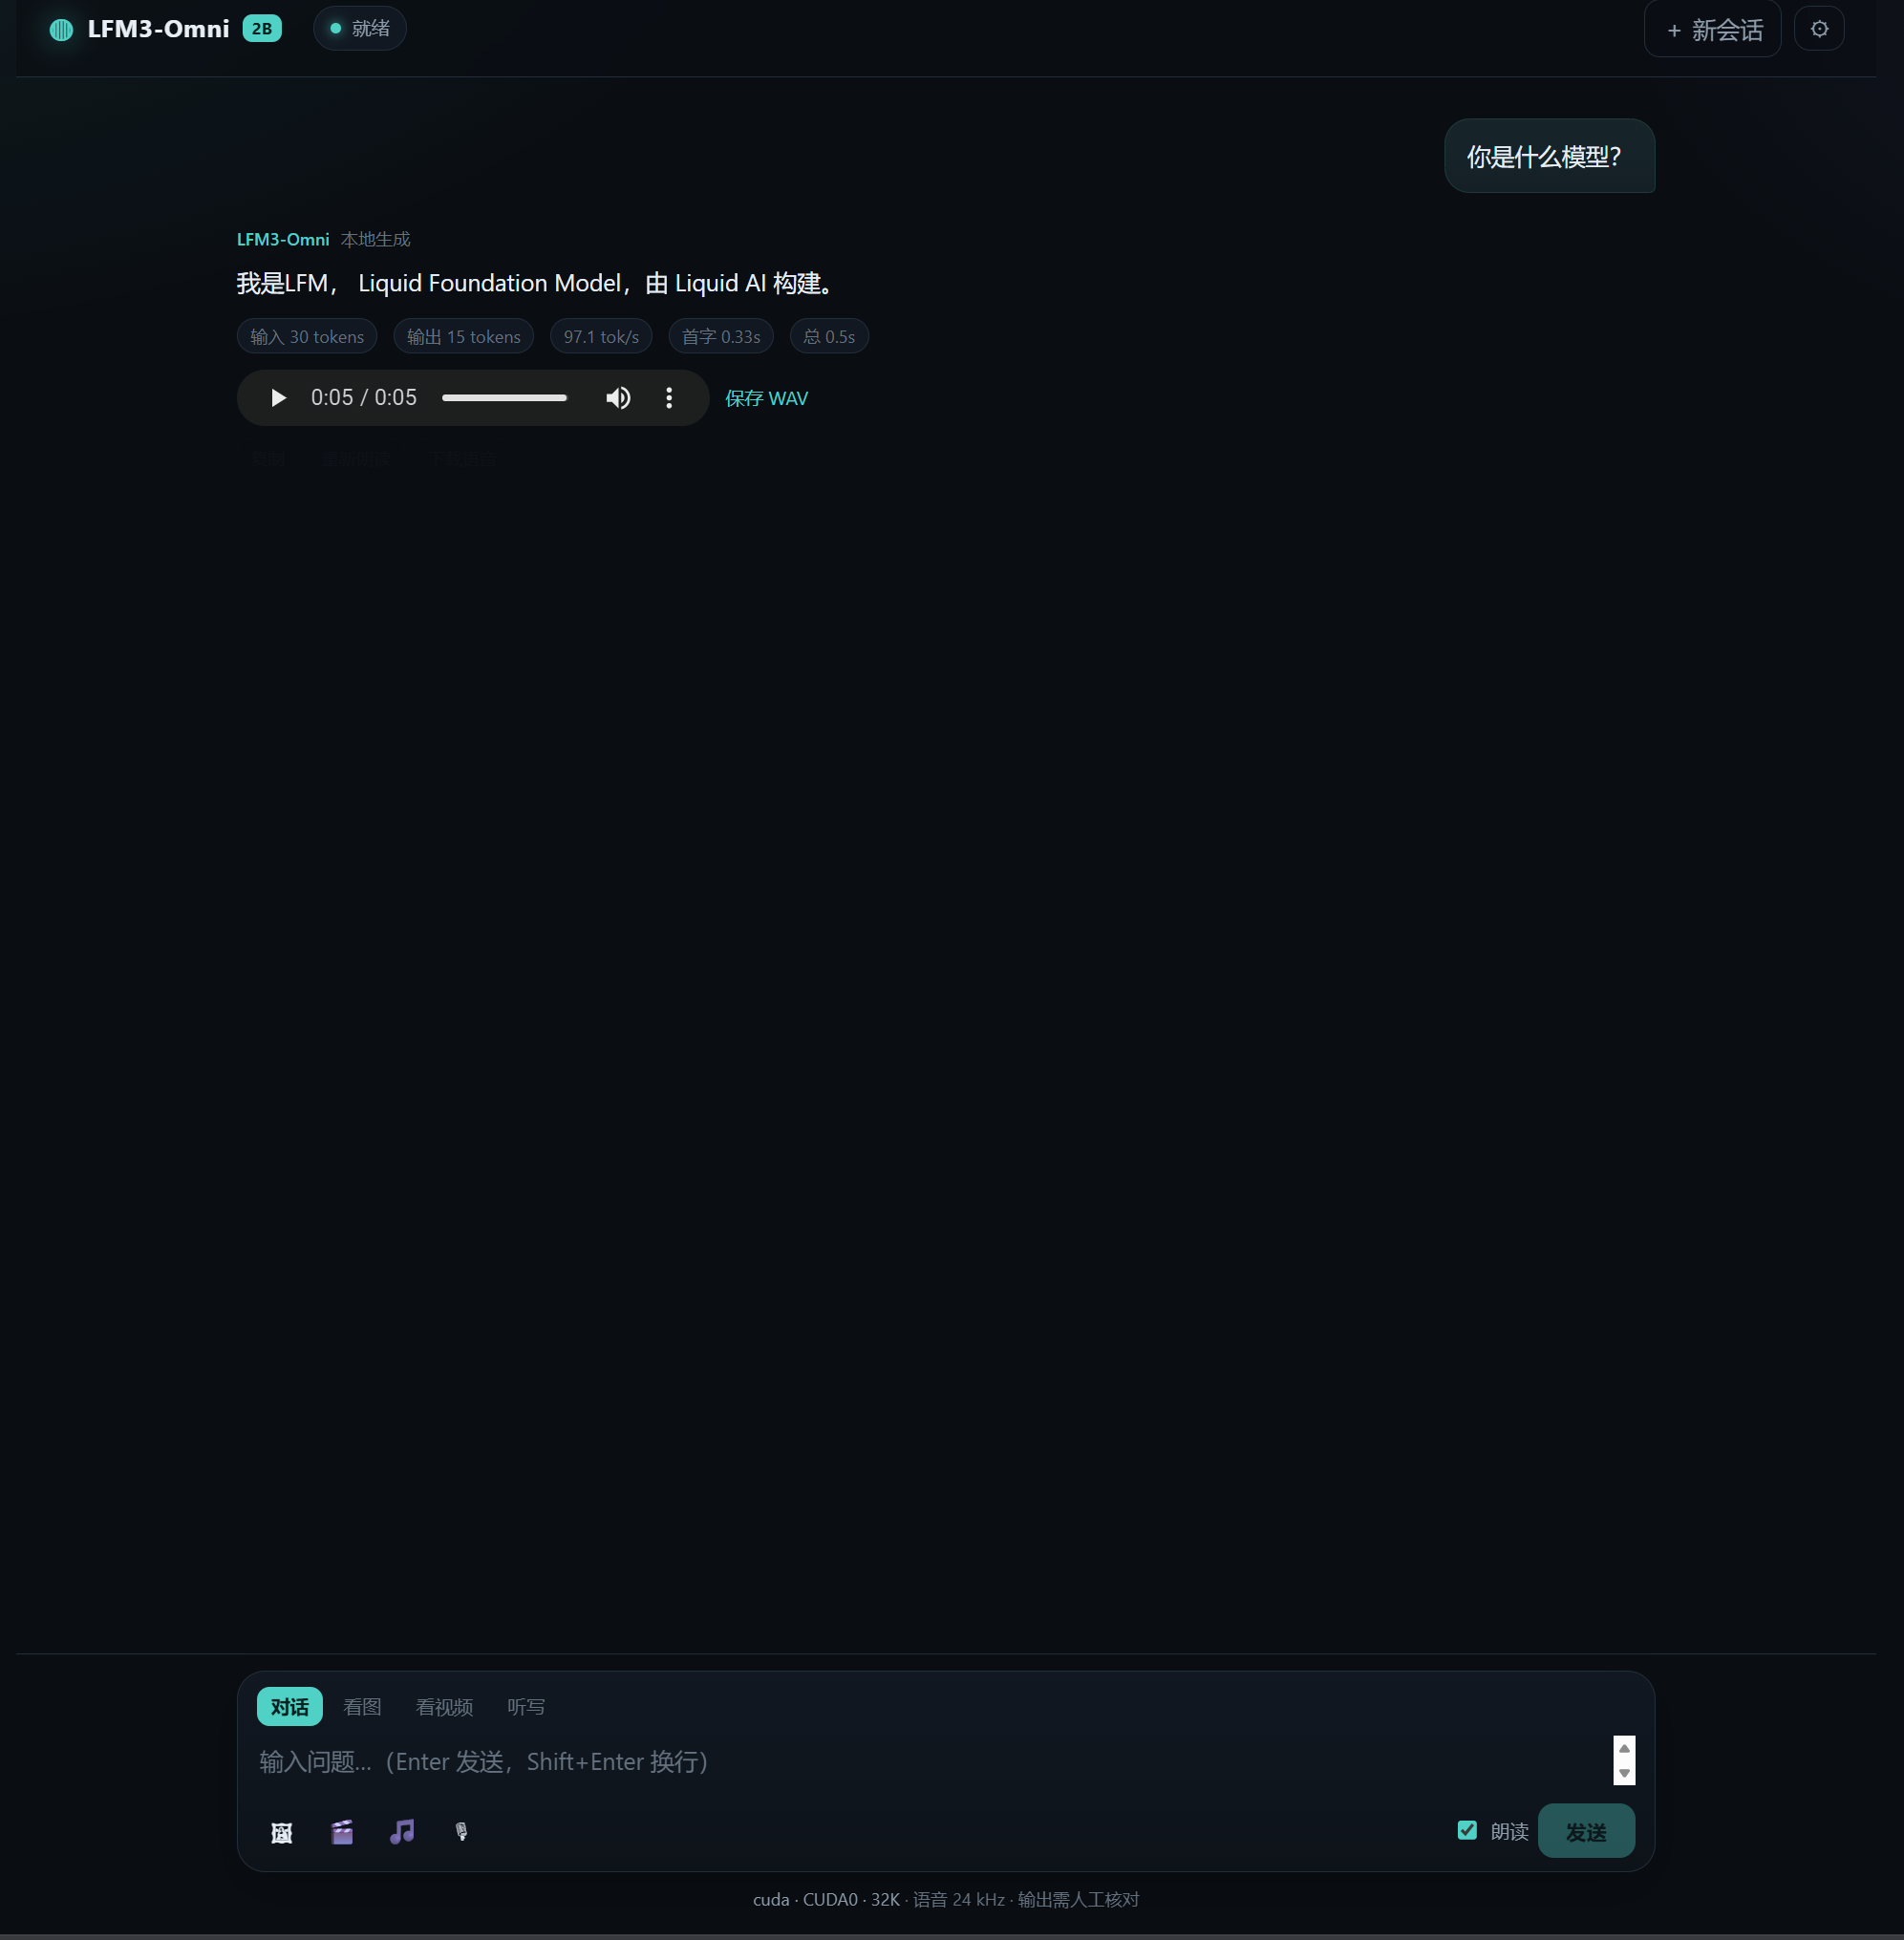 LFM3-Omni 2B 就绪 + 新会话
你是什么模型?
LFM3-Omni 本地生成
我是LFM， Liquid Foundation Model，由 Liquid AI 构建。
输入 30 tokens 输出 15 tokens 97.1 tok/s 首字 0.33s 总 0.5s
0:05 / 0:05 保存 WAV
对话 看图 看视频 听写
输入问题...（Enter 发送，Shift+Enter 换行）
朗读 发送
cuda · CUDA0 · 32K · 语音 24 kHz · 输出需人工核对